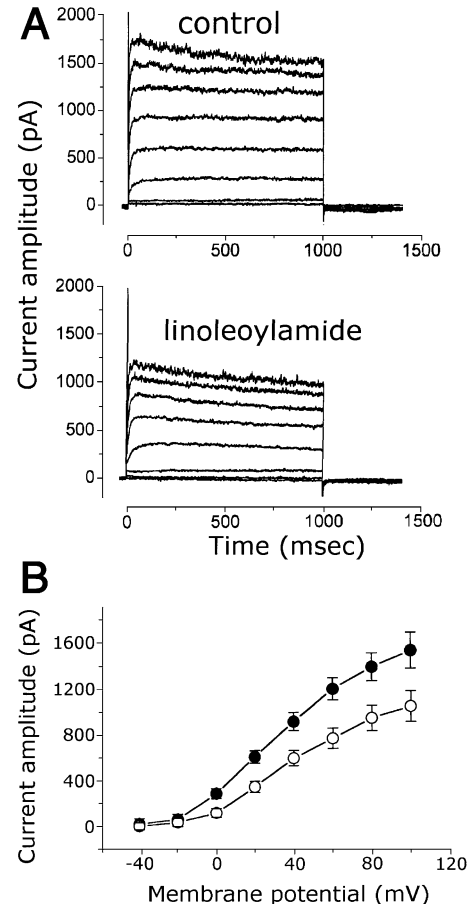 A
control
Current amplitude (pA)
2000
1500
1000
500
0
0 500 1000 1500
linoleoylamide
2000
1500
1000
500
0
0 500 1000 1500
Time (msec)
B
Current amplitude (pA)
1600
1200
800
400
0
-40 0 40 80 120
Membrane potential (mV)